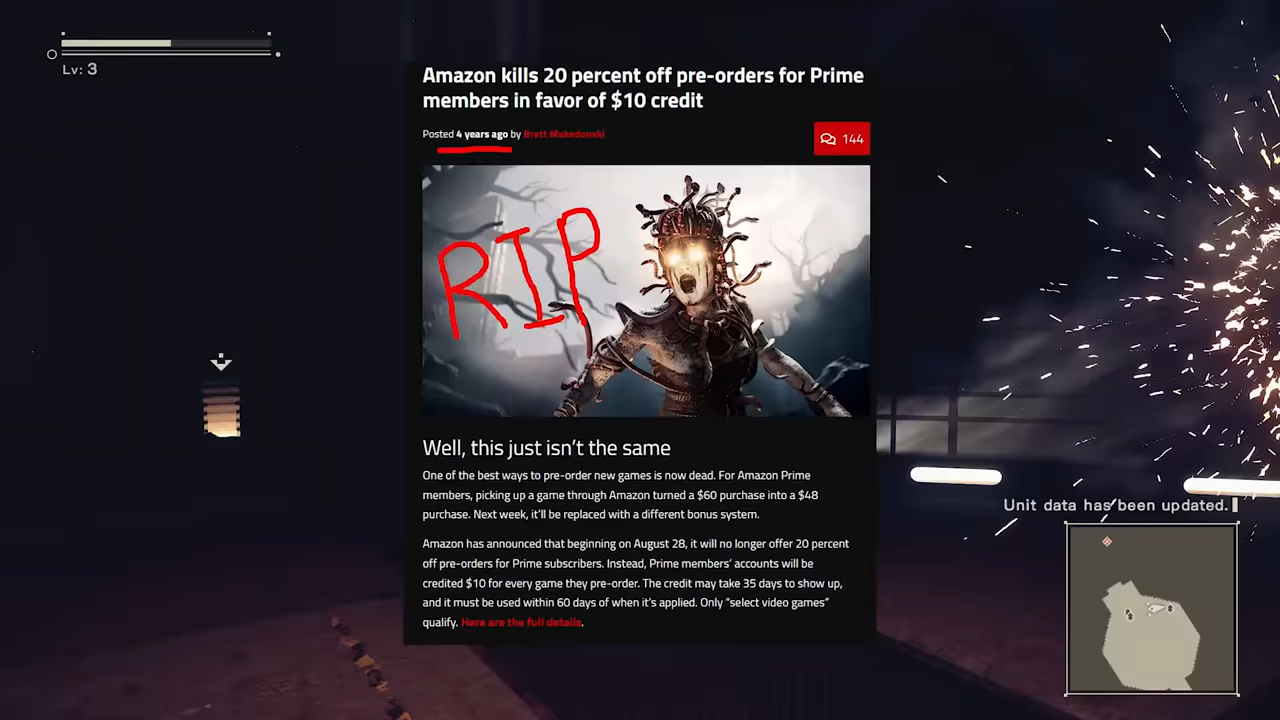 Lv: 3
Amazon kills 20 percent off pre-orders for Prime
members in favor of $10 credit
Posted 4 years ago by Brett Makedonski
144
RIP
Well, this just isn't the same
One of the best ways to pre-order new games is now dead. For Amazon Prime
members, picking up a game through Amazon turned a $60 purchase into a $48
purchase. Next week, it'll be replaced with a different bonus system.
Amazon has announced that beginning on August 28, it will no longer offer 20 percent
off pre-orders for Prime subscribers. Instead, Prime members' accounts will be
credited $10 for every game they pre-order. The credit may take 35 days to show up,
and it must be used within 60 days of when it's applied. Only "select video games"
qualify. Here are the full details.
Unit data has been updated.